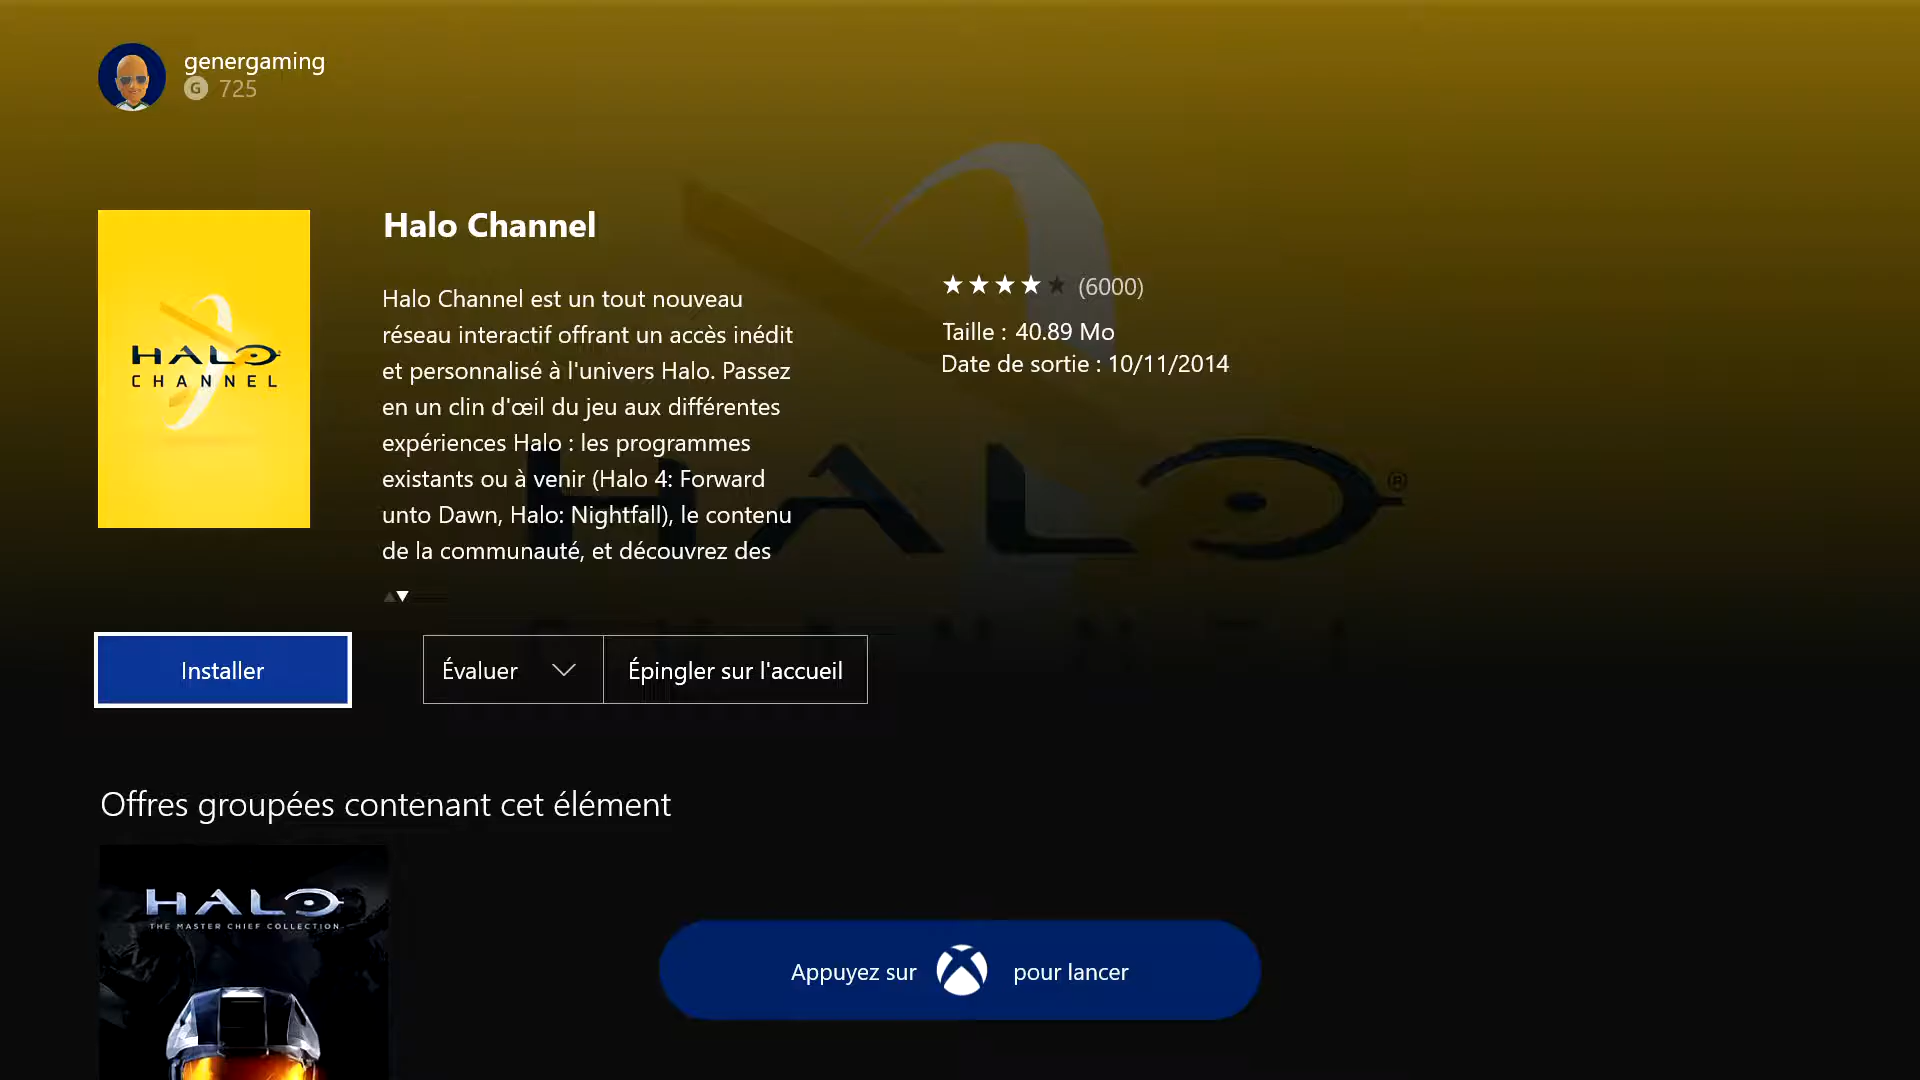 genergaming
G 725
HALO
CHANNEL
Halo Channel
Halo Channel est un tout nouveau
réseau interactif offrant un accès inédit
et personnalisé à l'univers Halo. Passez
en un clin d'œil du jeu aux différentes
expériences Halo : les programmes
existants ou à venir (Halo 4: Forward
unto Dawn, Halo: Nightfall), le contenu
de la communauté, et découvrez des
(6000)
Taille : 40.89 Mo
Date de sortie : 10/11/2014
HALO®
CHANNEL
Installer
Évaluer
Épingler sur l'accueil
Offres groupées contenant cet élément
HALO
THE MASTER CHIEF COLLECTION
Appuyez sur pour lancer